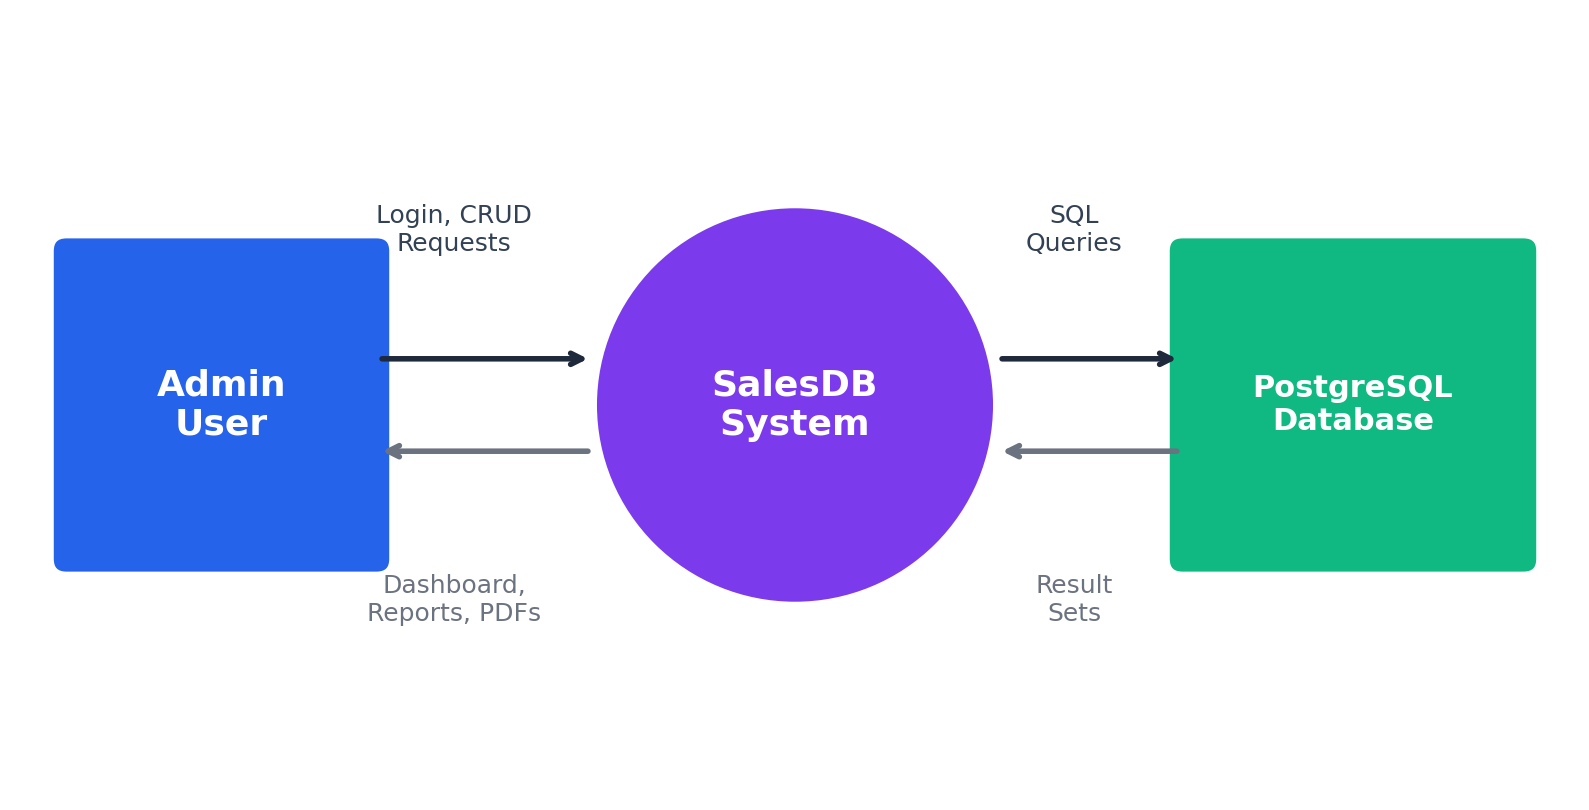 Login, CRUD
Requests
SQL
Queries
Admin
User
SalesDB
System
PostgreSQL
Database
Dashboard,
Reports, PDFs
Result
Sets